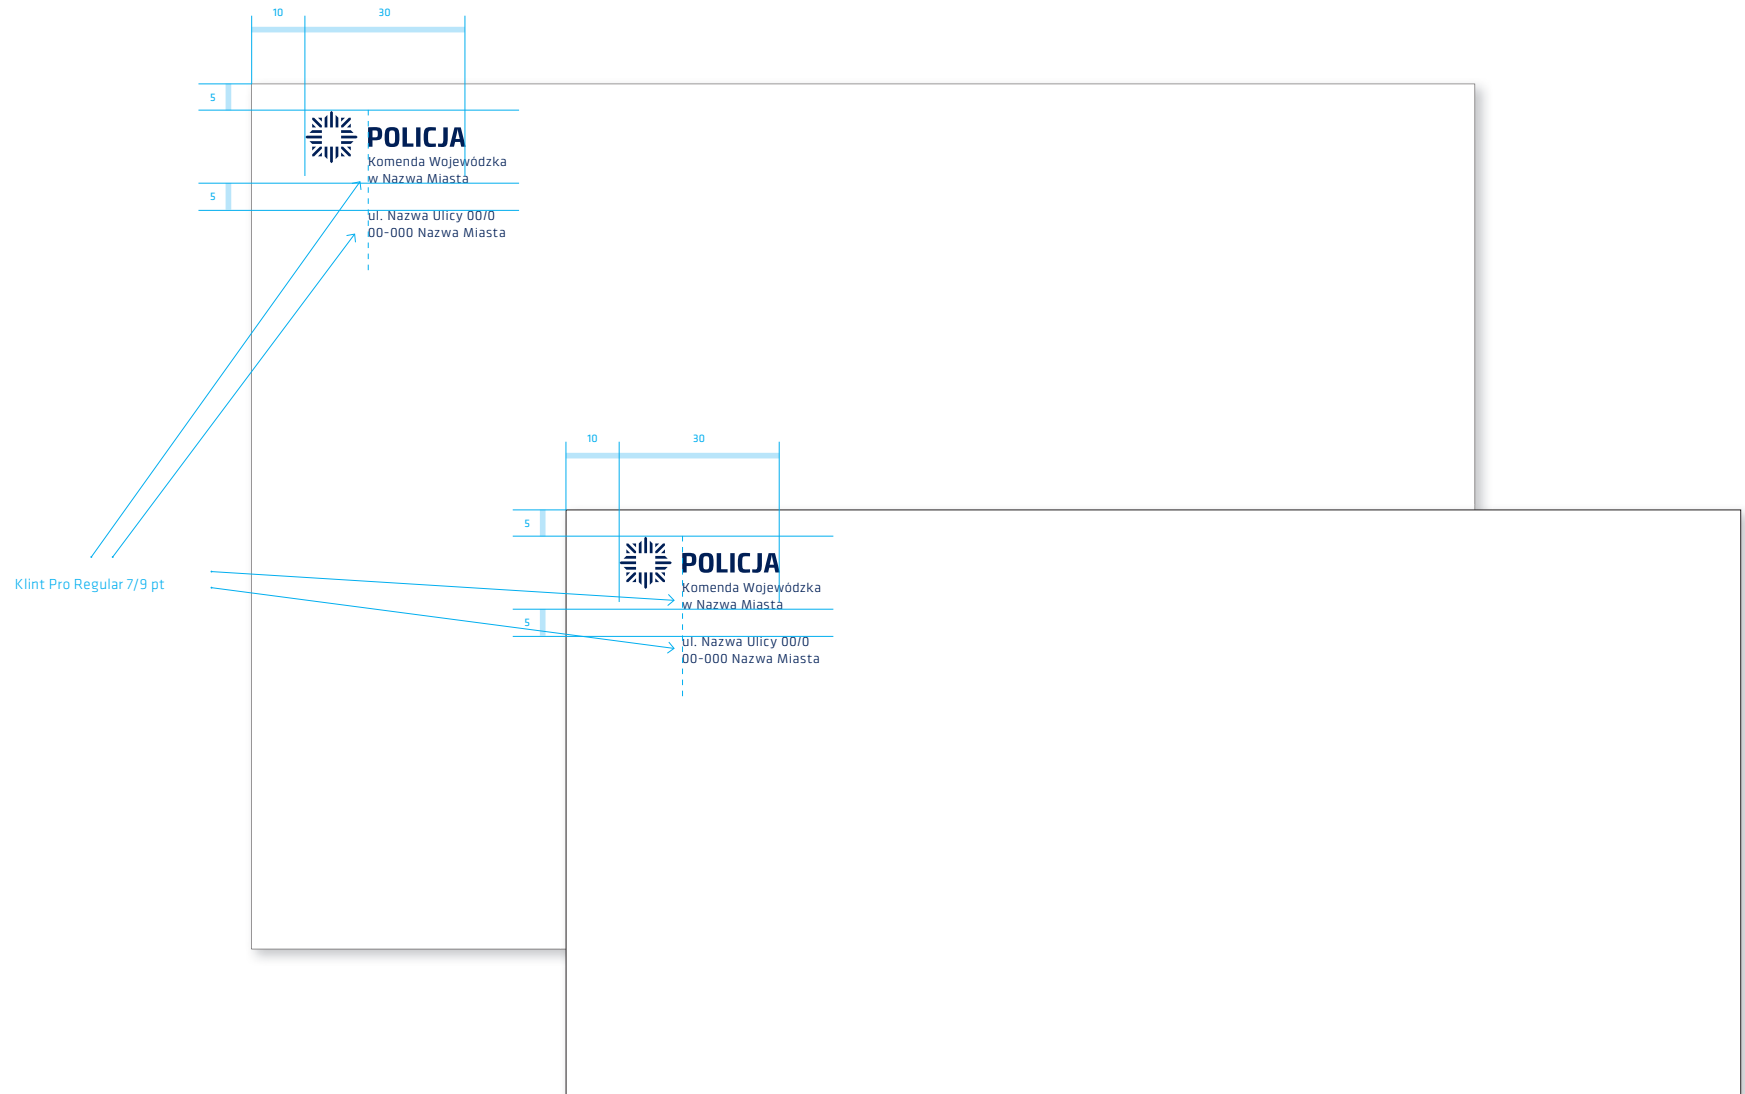 10
30
5
POLICJA
Komenda Wojewódzka
w Nazwa Miasta
5
ul. Nazwa Ulicy 00/0
00-000 Nazwa Miasta
10
30
5
POLICJA
Komenda Wojewódzka
w Nazwa Miasta
Klint Pro Regular 7/9 pt
5
ul. Nazwa Ulicy 00/0
00-000 Nazwa Miasta